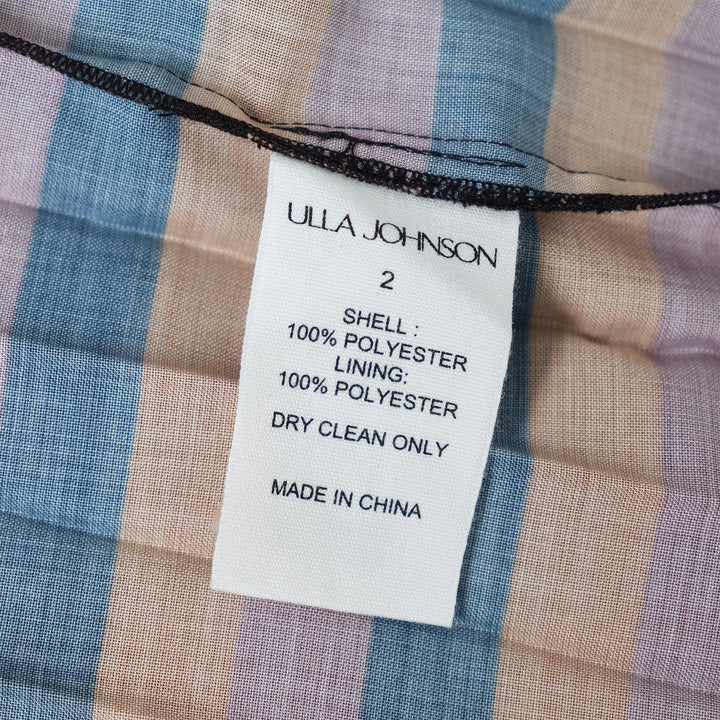 ULLA JOHNSON
2
SHELL :
100% POLYESTER
LINING:
100% POLYESTER
DRY CLEAN ONLY
MADE IN CHINA